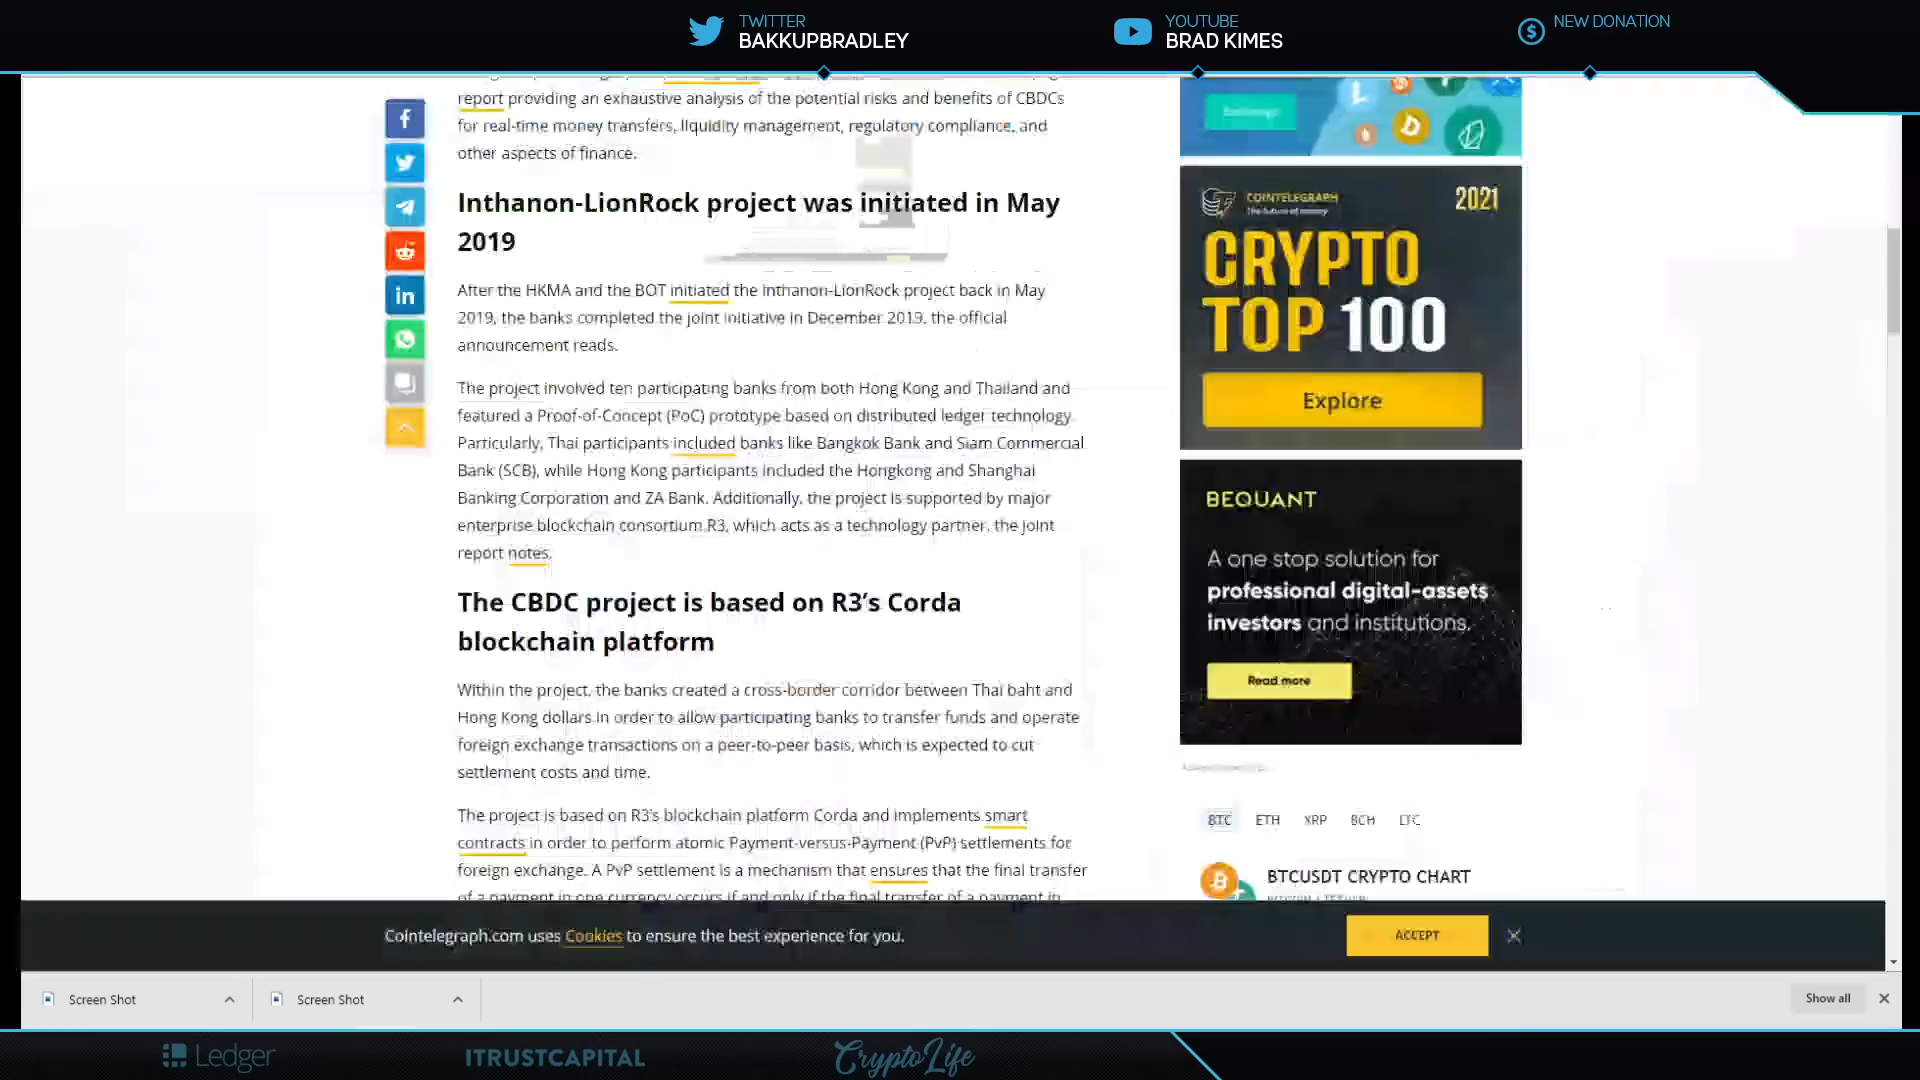 TWITTER
BAKKUPBRADLEY
YOUTUBE
BRAD KIMES
NEW DONATION
report providing an exhaustive analysis of the potential risks and benefits of CBDCs
for real-time money transfers, liquidity management, regulatory compliance, and
other aspects of finance.
Inthanon-LionRock project was initiated in May
2019
After the HKMA and the BOT initiated the Inthanon-LionRock project back in May
2019, the banks completed the joint initiative in December 2019, the official
announcement reads.
The project involved ten participating banks from both Hong Kong and Thailand and
featured a Proof-of-Concept (PoC) prototype based on distributed ledger technology.
Particularly, Thai participants included banks like Bangkok Bank and Siam Commercial
Bank (SCB), while Hong Kong participants included the Hongkong and Shanghai
Banking Corporation and ZA Bank. Additionally, the project is supported by major
enterprise blockchain consortium R3, which acts as a technology partner, the joint
report notes.
The CBDC project is based on R3's Corda
blockchain platform
Within the project, the banks created a cross-border corridor between Thai baht and
Hong Kong dollars in order to allow participating banks to transfer funds and operate
foreign exchange transactions on a peer-to-peer basis, which is expected to cut
settlement costs and time.
The project is based on R3's blockchain platform Corda and implements smart
contracts in order to perform atomic Payment-versus-Payment (PvP) settlements for
foreign exchange. A PvP settlement is a mechanism that ensures that the final transfer
of a payment in one currency occurs if and only if the final transfer of a payment in
COINTELEGRAPH
The future of money
2021
CRYPTO
TOP 100
Explore
BEQUANT
A one stop solution for
professional digital-assets
investors and institutions.
Read more
BTC ETH XRP BCH LTC
BTCUSDT CRYPTO CHART
Cointelegraph.com uses Cookies to ensure the best experience for you.
ACCEPT
Screen Shot
Screen Shot
Show all
Ledger
ITRUSTCAPITAL
CryptoLife